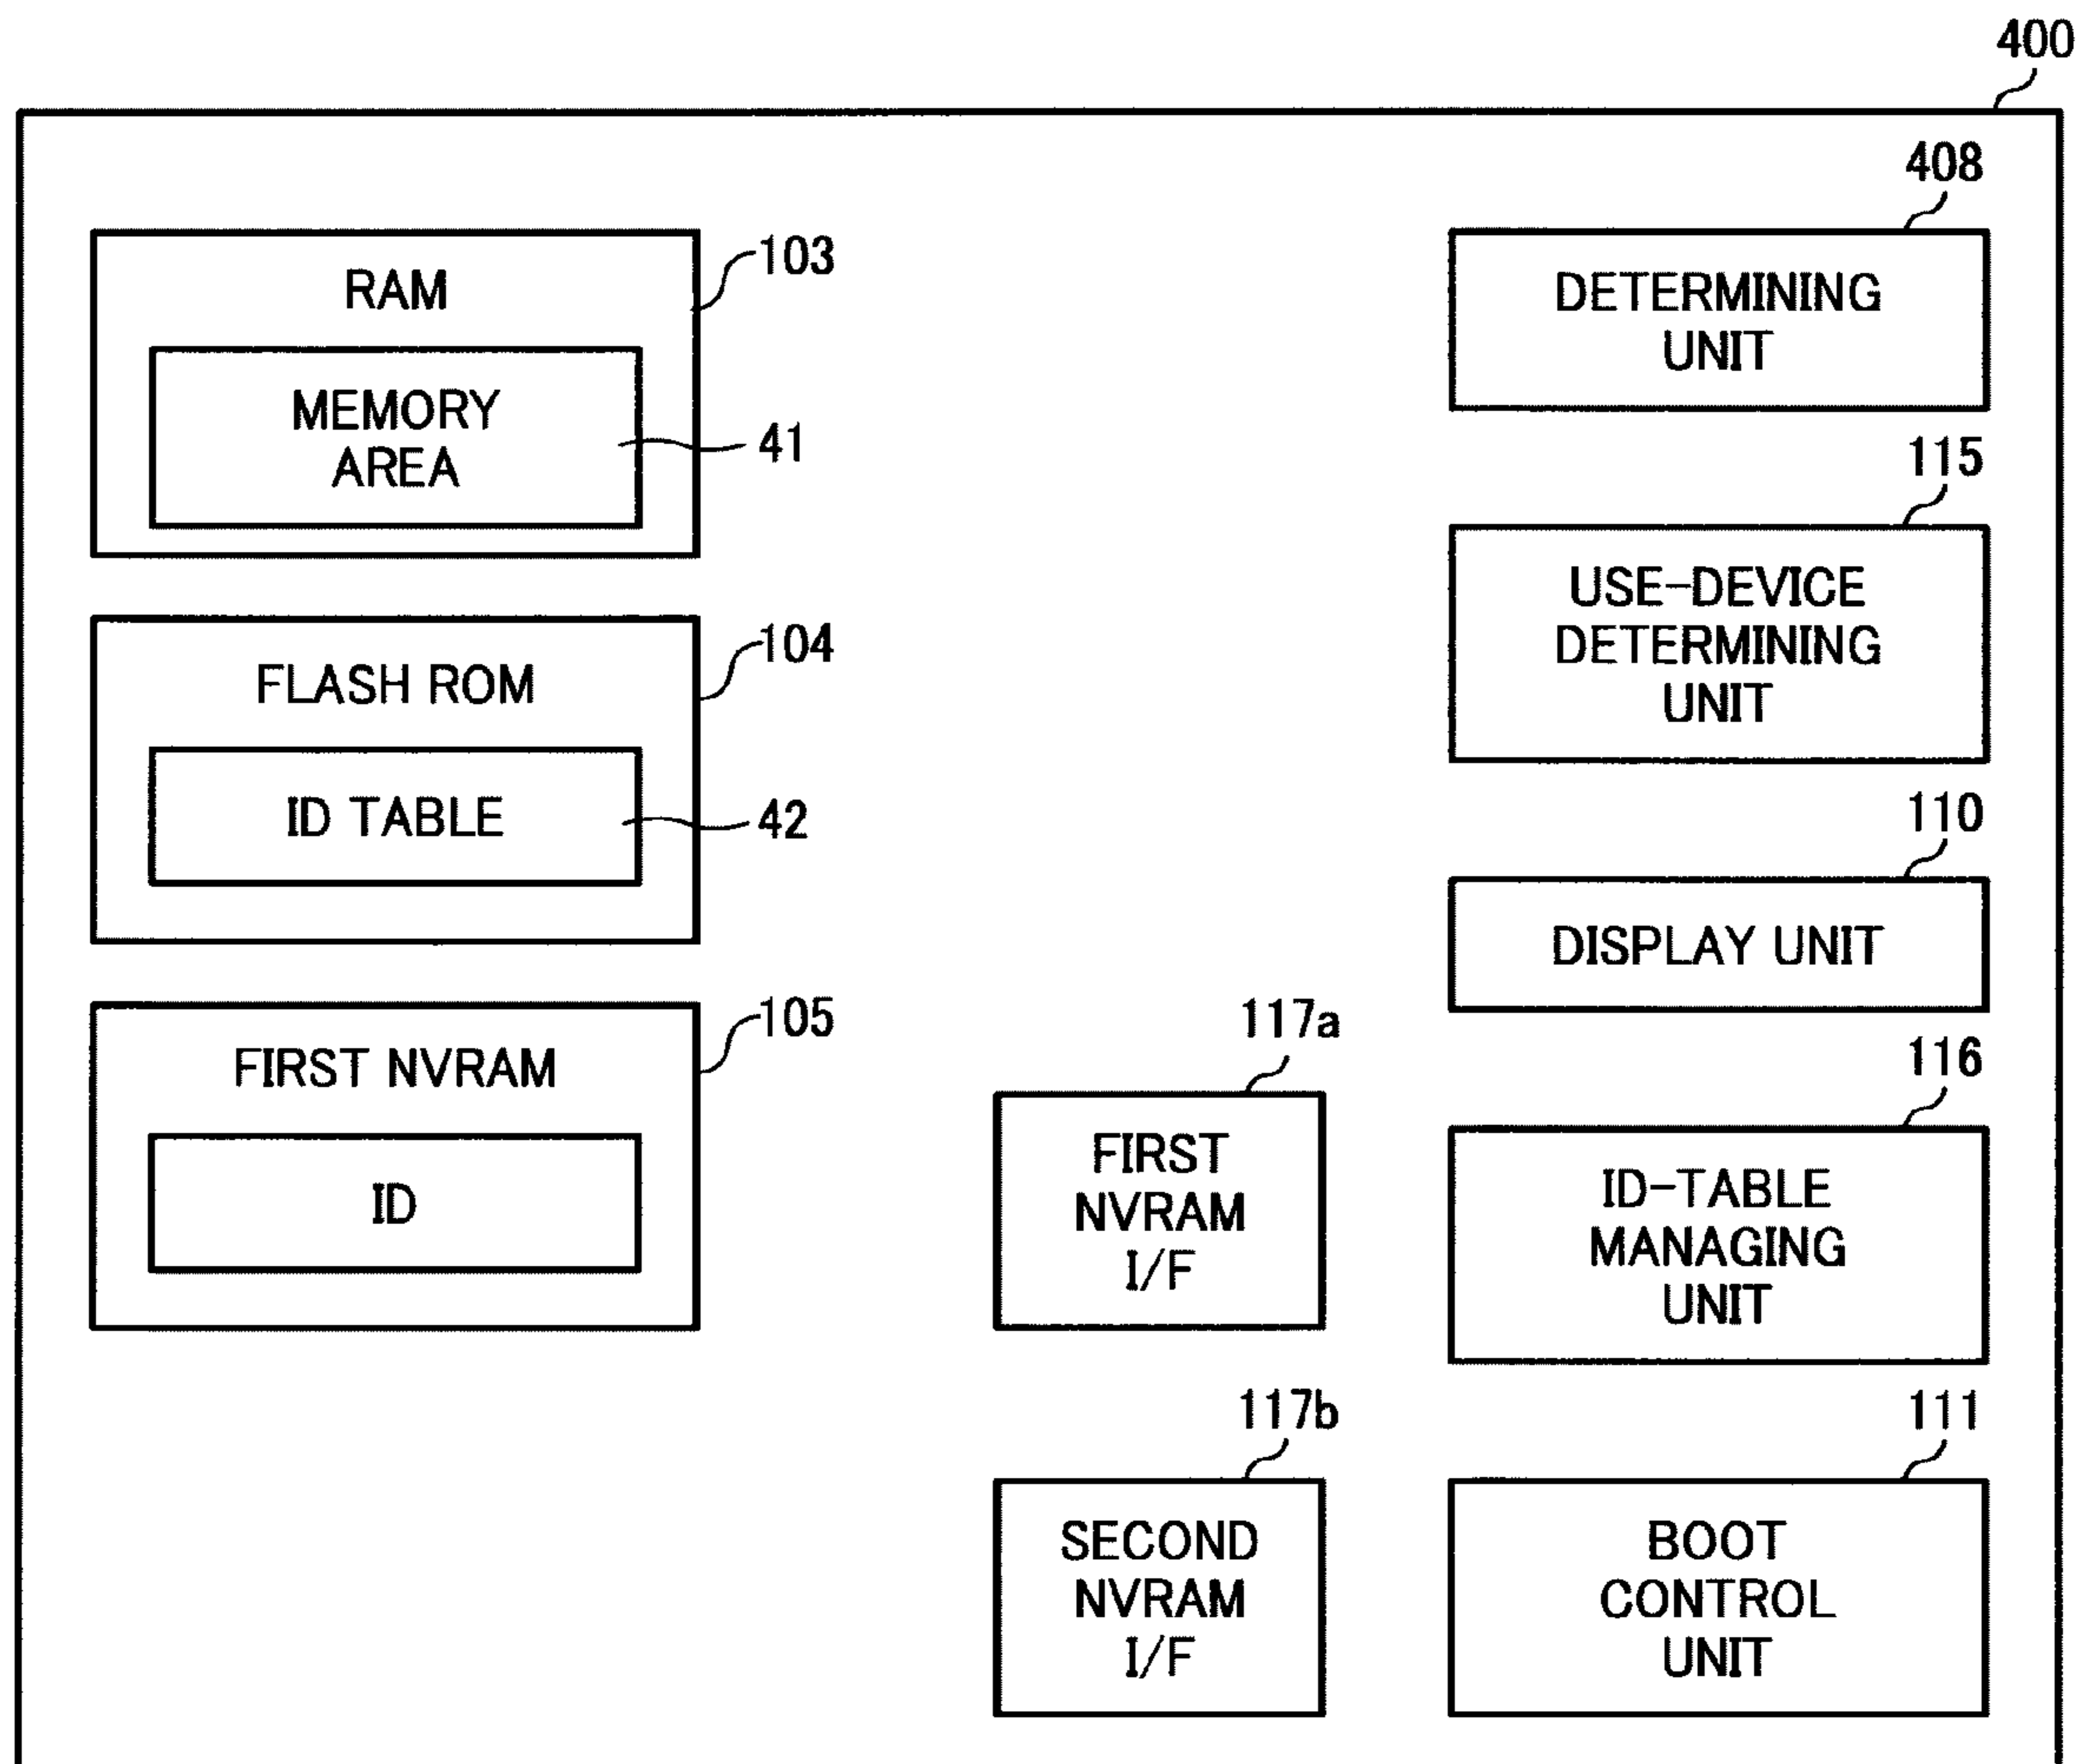 400
408
103
RAM
DETERMINING
UNIT
MEMORY
AREA
41
115
USE-DEVICE
DETERMINING
UNIT
104
FLASH ROM
ID TABLE
42
110
DISPLAY UNIT
105
FIRST NVRAM
ID
117a
FIRST
NVRAM
I/F
116
ID-TABLE
MANAGING
UNIT
117b
SECOND
NVRAM
I/F
111
BOOT
CONTROL
UNIT